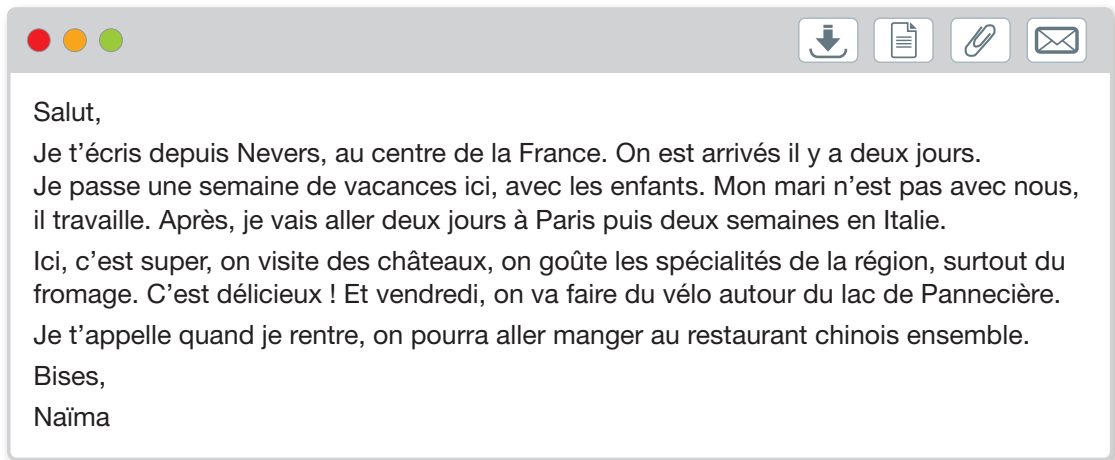 Salut,
Je t’écris depuis Nevers, au centre de la France. On est arrivés il y a deux jours.
Je passe une semaine de vacances ici, avec les enfants. Mon mari n’est pas avec nous,
il travaille. Après, je vais aller deux jours à Paris puis deux semaines en Italie.
Ici, c’est super, on visite des châteaux, on goûte les spécialités de la région, surtout du
fromage. C’est délicieux ! Et vendredi, on va faire du vélo autour du lac de Pannecière.
Je t’appelle quand je rentre, on pourra aller manger au restaurant chinois ensemble.
Bises,
Naïma